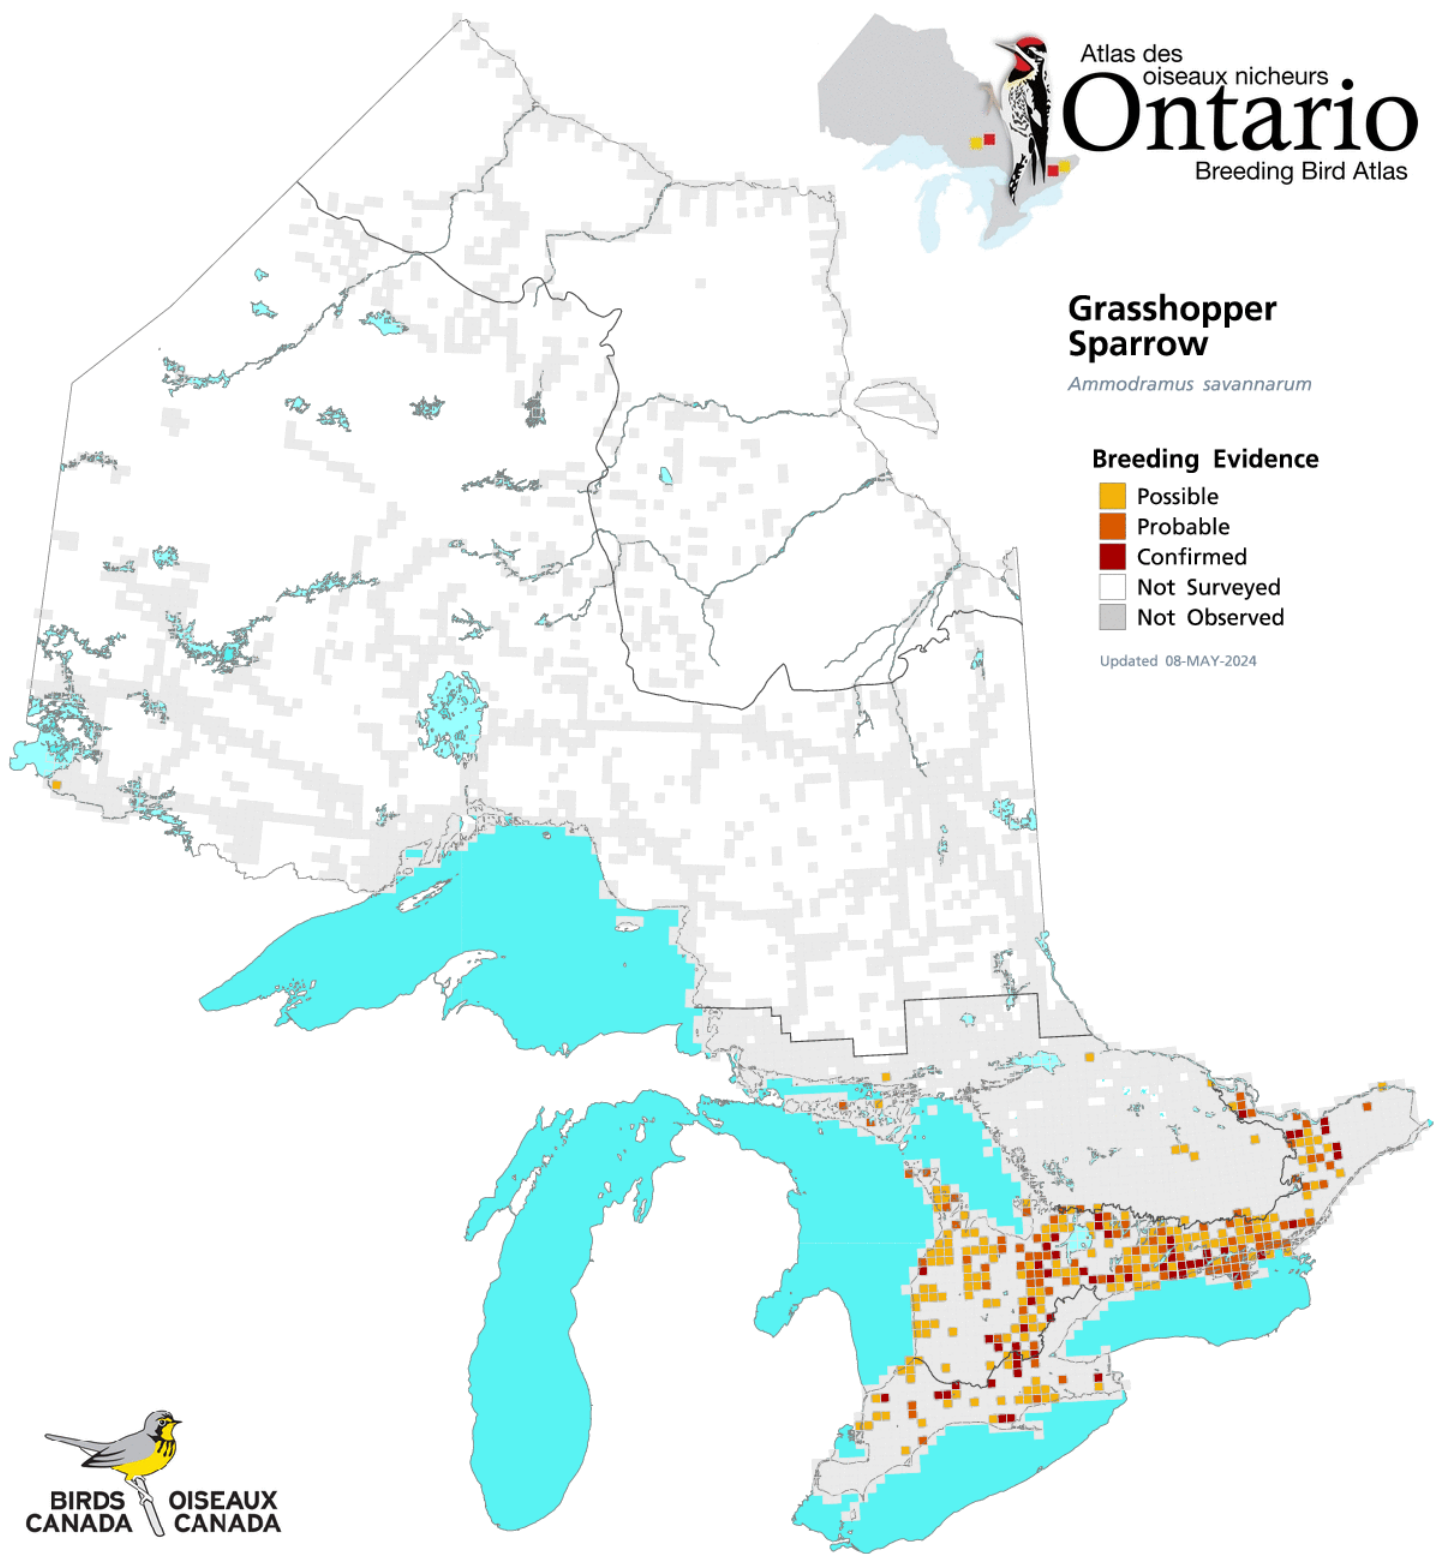 Atlas des
oiseaux nicheurs
Ontario
Breeding Bird Atlas
Grasshopper
Sparrow
Ammodramus savannarum
Breeding Evidence
Possible
Probable
Confirmed
Not Surveyed
Not Observed
Updated 08-MAY-2024
BIRDS CANADA
OISEAUX CANADA